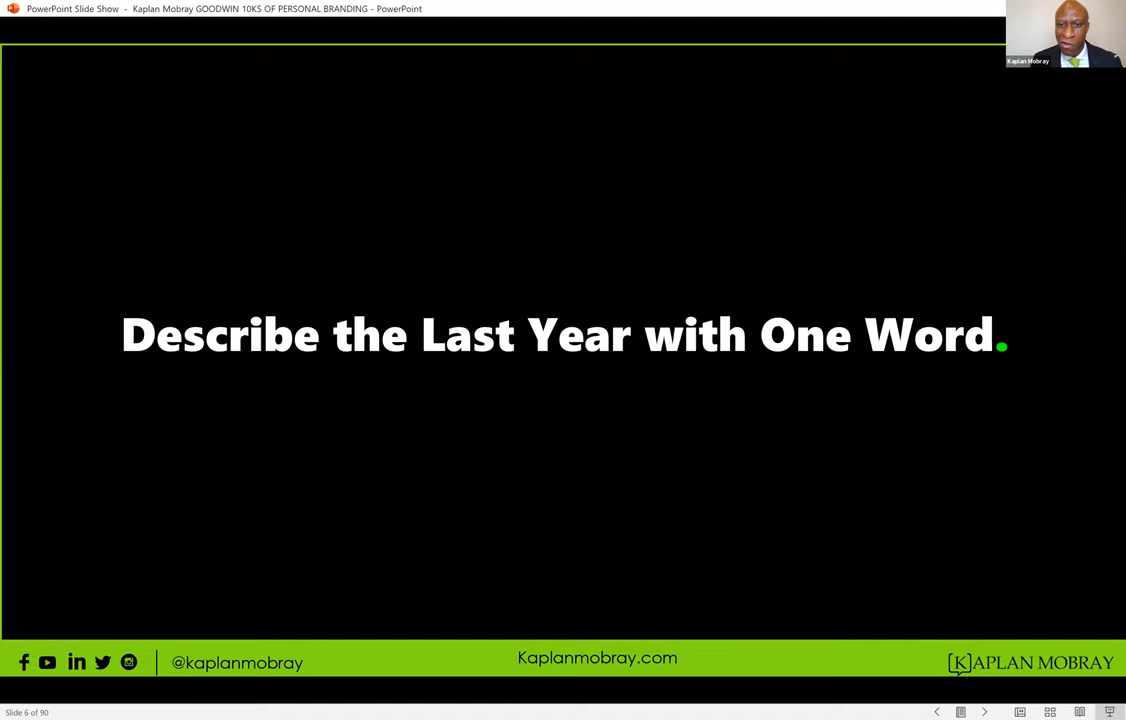 PowerPoint Slide Show - Kaplan Mobray GOODWIN 10KS OF PERSONAL BRANDING - PowerPoint
Kaplan Mobray
Describe the Last Year with One Word.
@kaplanmobray
Kaplanmobray.com
[K]APLAN MOBRAY
Slide 6 of 90